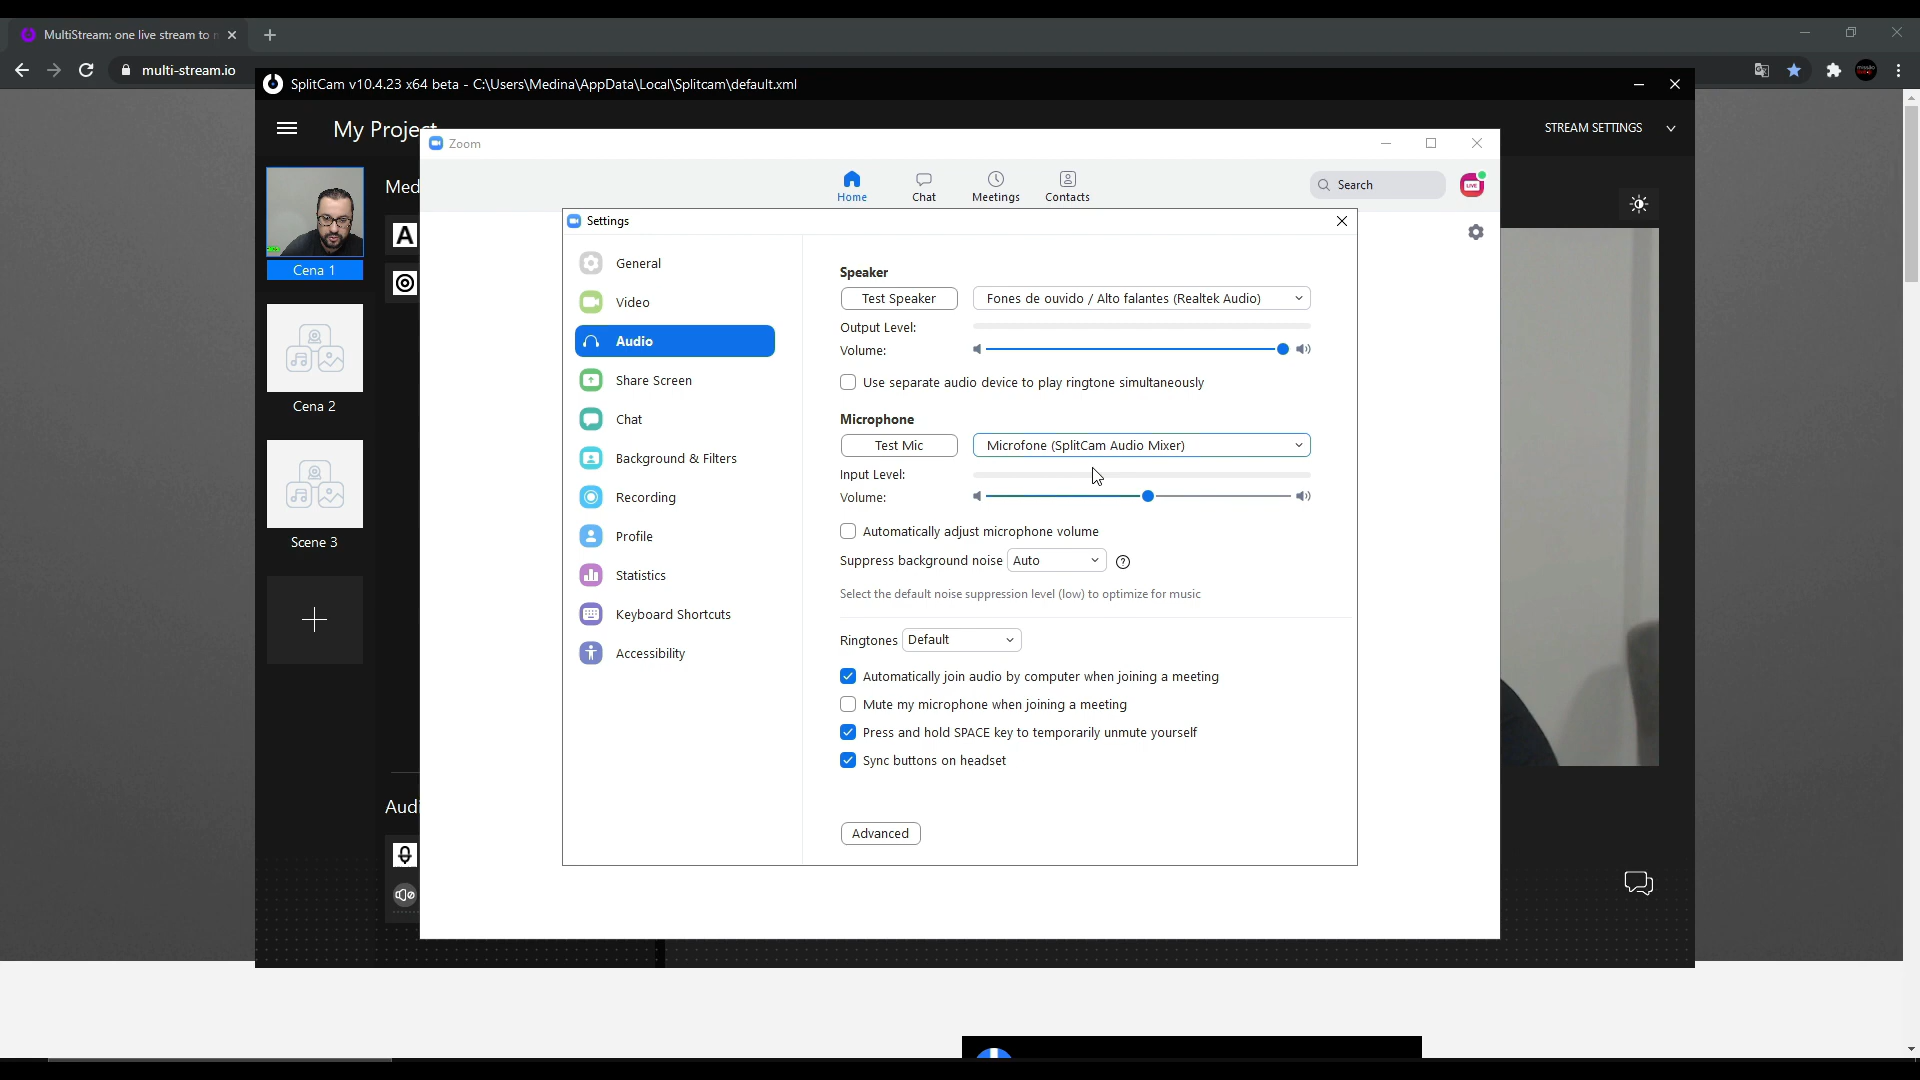 MultiStream: one live stream to
multi-stream.io
SplitCam v10.4.23 x64 beta - C:\Users\Medina\AppData\Local\Splitcam\default.xml
My Project
STREAM SETTINGS
Zoom
Home
Chat
Meetings
Contacts
Search
LIVE
Med
A
Cena 1
Cena 2
Scene 3
Audi
Settings
General
Video
Audio
Share Screen
Chat
Background & Filters
Recording
Profile
Statistics
Keyboard Shortcuts
Accessibility
Speaker
Test Speaker
Fones de ouvido / Alto falantes (Realtek Audio)
Output Level:
Volume:
Use separate audio device to play ringtone simultaneously
Microphone
Test Mic
Microfone (SplitCam Audio Mixer)
Input Level:
Volume:
Automatically adjust microphone volume
Suppress background noise Auto
Select the default noise suppression level (low) to optimize for music
Ringtones Default
Automatically join audio by computer when joining a meeting
Mute my microphone when joining a meeting
Press and hold SPACE key to temporarily unmute yourself
Sync buttons on headset
Advanced